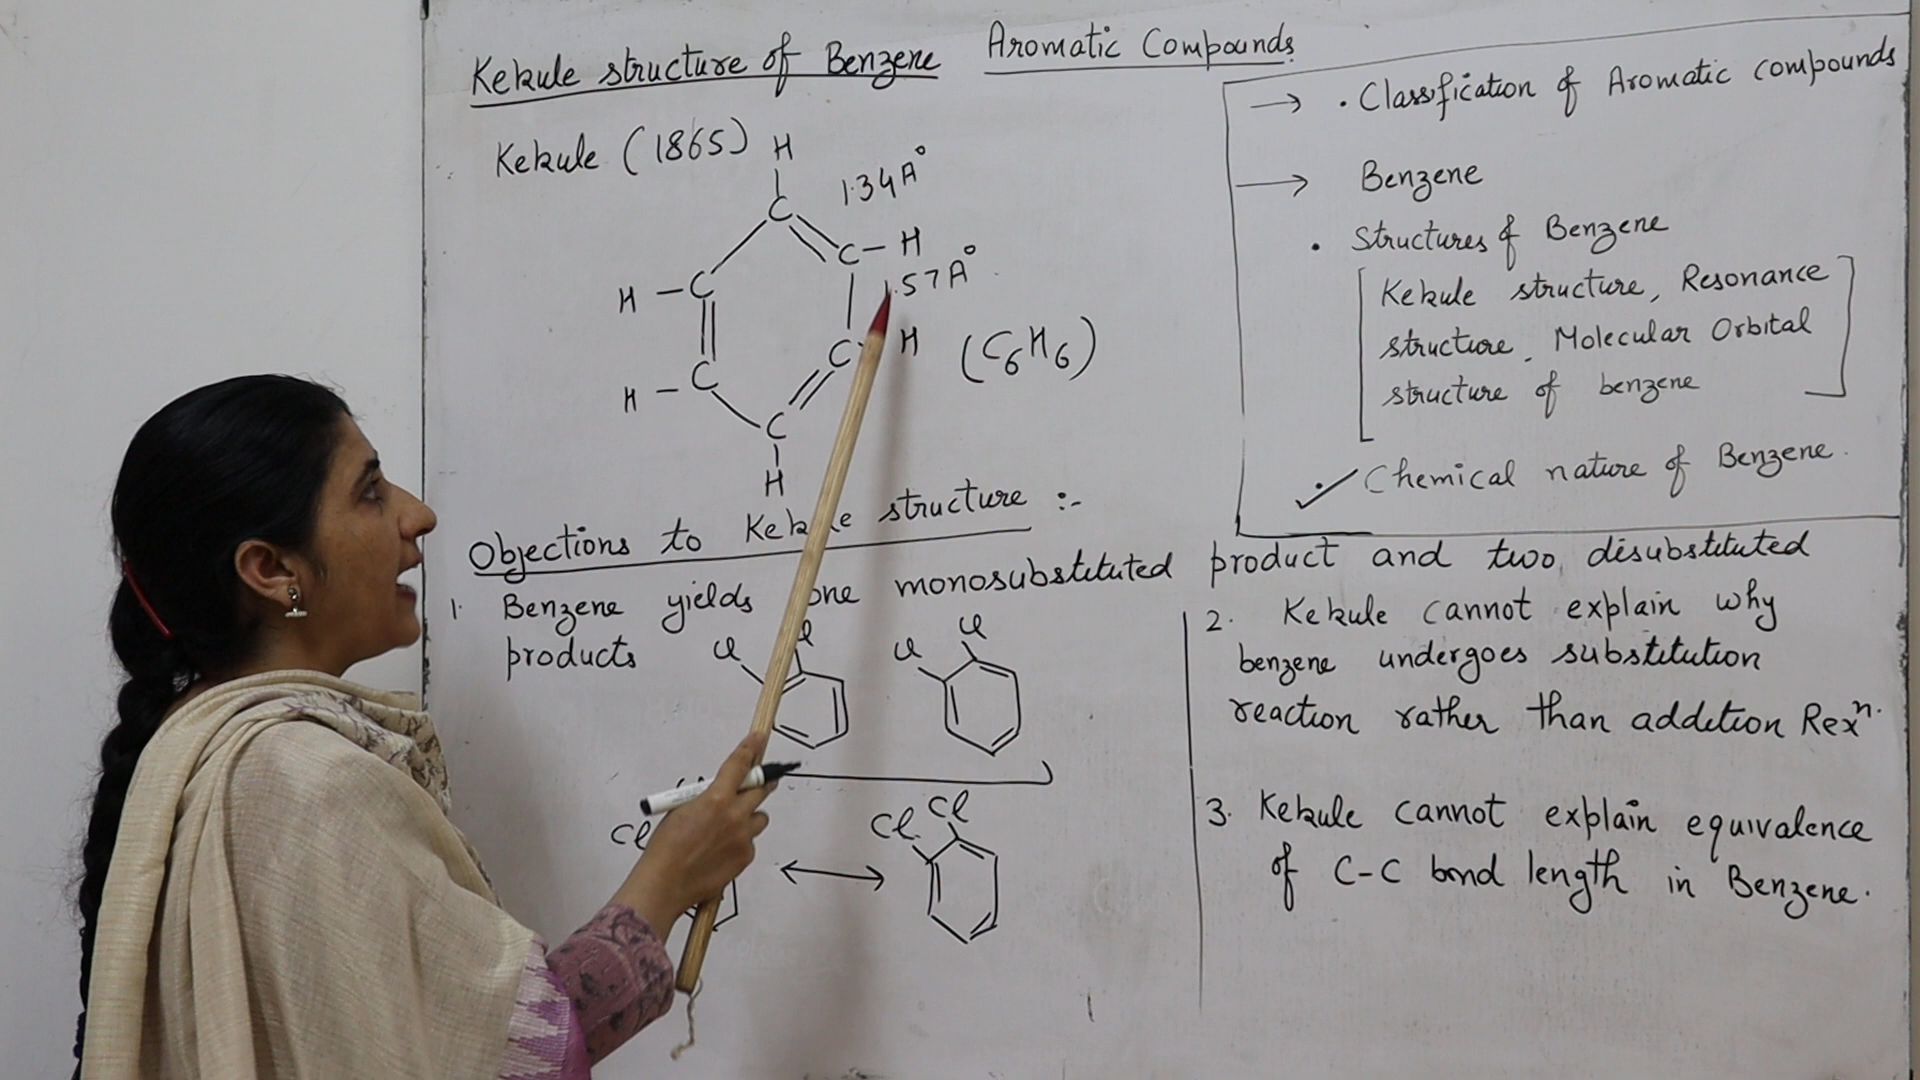 Kekule structure of Benzene
Aromatic Compounds
Kekule (1865)
H
1.34A°
C
C – H
H – C
.57A°
C
H
(C6H6)
H – C
C
H
Objections to Kekule structure :-
1. Benzene yields one monosubstituted product and two disubstituted
products
Cl
Cl
Cl
Cl
Cl
Cl
→ . Classification of Aromatic compounds
→ Benzene
. Structures of Benzene
[Kekule structure, Resonance
structure, Molecular Orbital
structure of benzene]
✓ Chemical nature of Benzene.
2. Kekule cannot explain why
benzene undergoes substitution
reaction rather than addition Rexn.
3. Kekule cannot explain equivalence
of C-C bond length in Benzene.